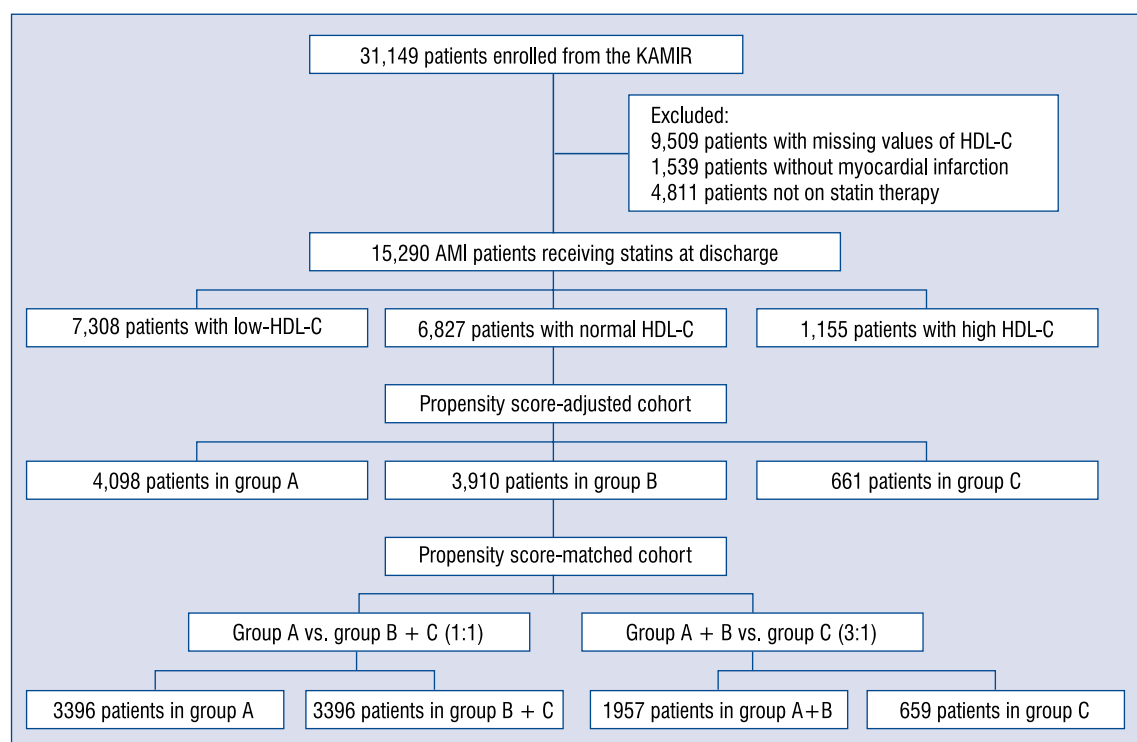 31,149 patients enrolled from the KAMIR
Excluded:
9,509 patients with missing values of HDL-C
1,539 patients without myocardial infarction
4,811 patients not on statin therapy
15,290 AMI patients receiving statins at discharge
7,308 patients with low-HDL-C
6,827 patients with normal HDL-C
1,155 patients with high HDL-C
Propensity score-adjusted cohort
4,098 patients in group A
3,910 patients in group B
661 patients in group C
Propensity score-matched cohort
Group A vs. group B + C (1:1)
Group A + B vs. group C (3:1)
3396 patients in group A
3396 patients in group B + C
1957 patients in group A+B
659 patients in group C